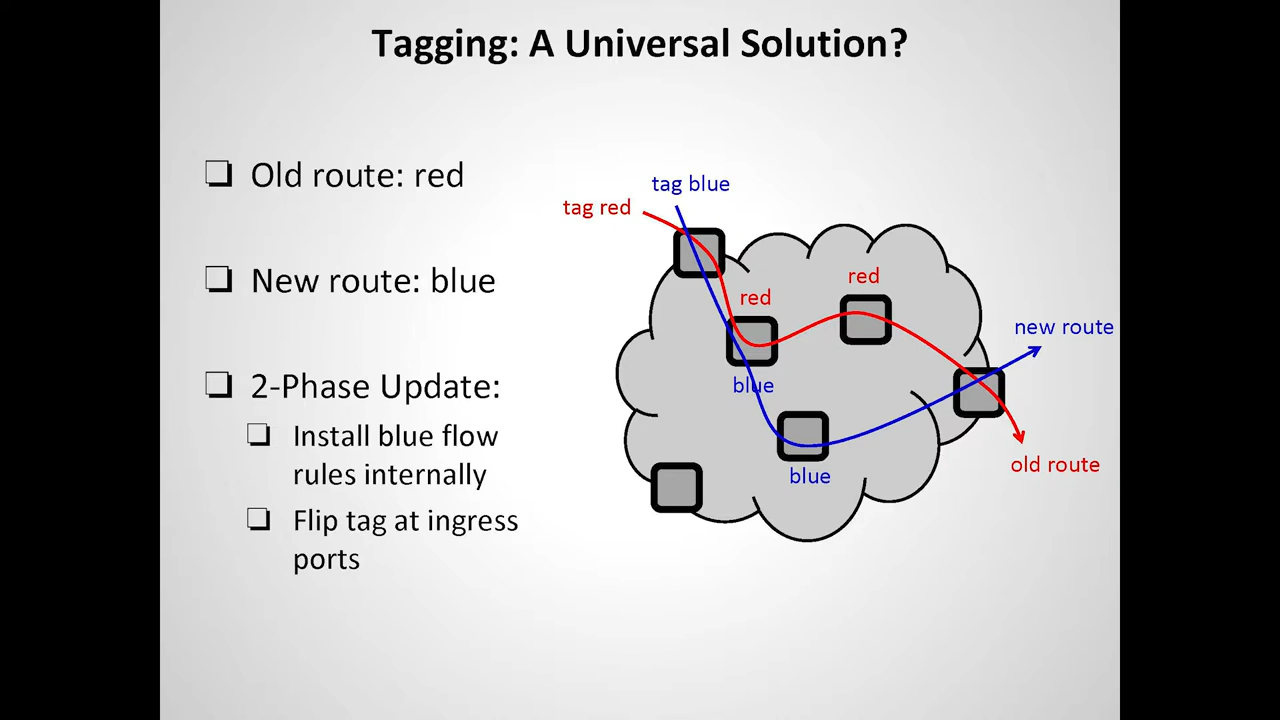 Tagging: A Universal Solution?
Old route: red
New route: blue
2-Phase Update:
Install blue flow
rules internally
Flip tag at ingress
ports
tag blue
tag red
red
red
new route
blue
old route
blue